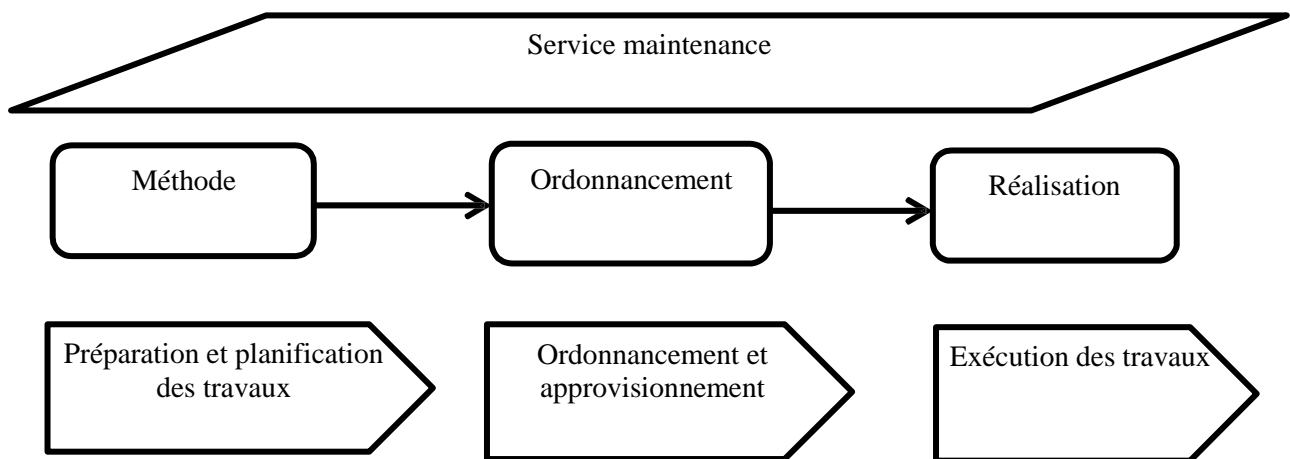 Service maintenance
Méthode
Ordonnancement
Réalisation
Préparation et planification
des travaux
Ordonnancement et
approvisionnement
Exécution des travaux